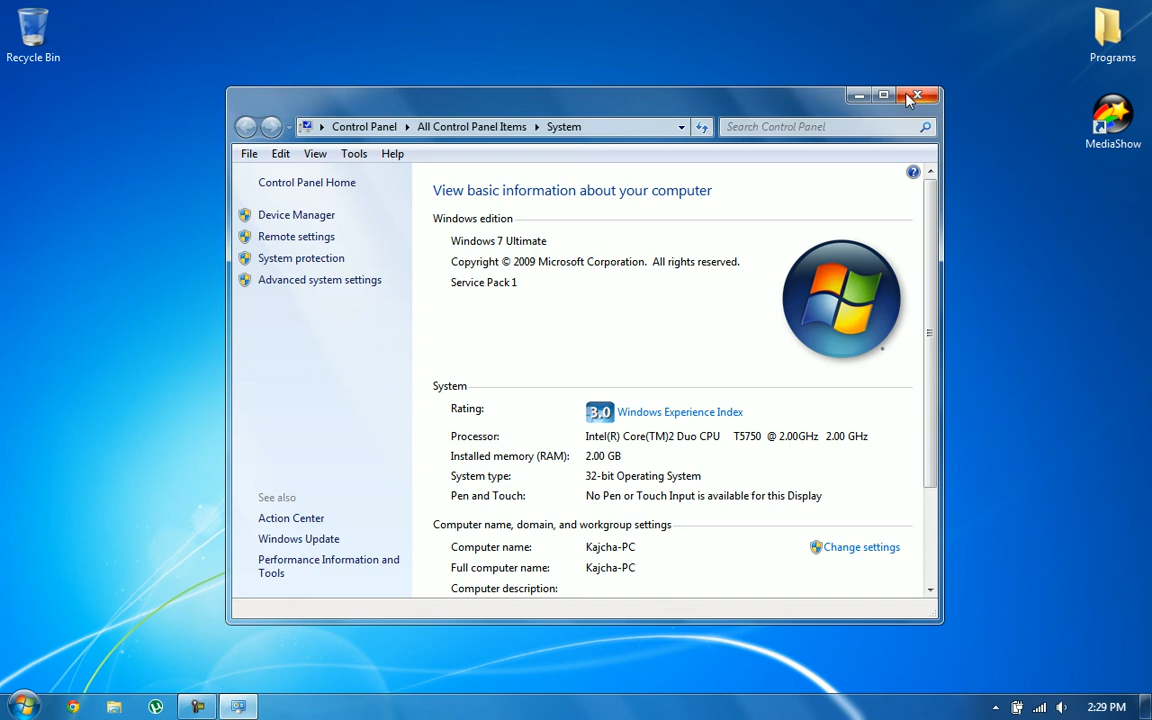 Recycle Bin
Programs
MediaShow
Control Panel
All Control Panel Items
System
Search Control Panel
File Edit View Tools Help
Control Panel Home
Device Manager
Remote settings
System protection
Advanced system settings
See also
Action Center
Windows Update
Performance Information and
Tools
View basic information about your computer
Windows edition
Windows 7 Ultimate
Copyright © 2009 Microsoft Corporation. All rights reserved.
Service Pack 1
System
Rating: 3.0 Windows Experience Index
Processor: Intel(R) Core(TM)2 Duo CPU T5750 @ 2.00GHz 2.00 GHz
Installed memory (RAM): 2.00 GB
System type: 32-bit Operating System
Pen and Touch: No Pen or Touch Input is available for this Display
Computer name, domain, and workgroup settings
Computer name: Kajcha-PC
Change settings
Full computer name: Kajcha-PC
Computer description:
2:29 PM